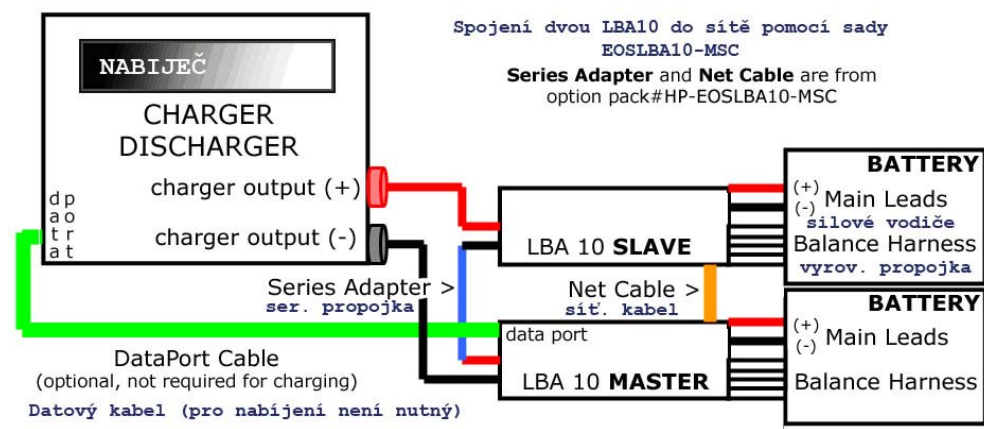 Spojení dvou LBA10 do sítě pomocí sady
EOSLBA10-MSC
Series Adapter and Net Cable are from
option pack#HP-EOSLBA10-MSC
NABIJEČ
CHARGER
DISCHARGER
charger output (+)
charger output (-)
data port
BATTERY
(+) Main Leads
(-)
silové vodiče
Balance Harness
vyrov. propojka
LBA 10 SLAVE
Series Adapter >
ser. propojka
Net Cable >
síť. kabel
BATTERY
(+) Main Leads
(-)
Balance Harness
data port
LBA 10 MASTER
DataPort Cable
(optional, not required for charging)
Datový kabel (pro nabíjení není nutný)